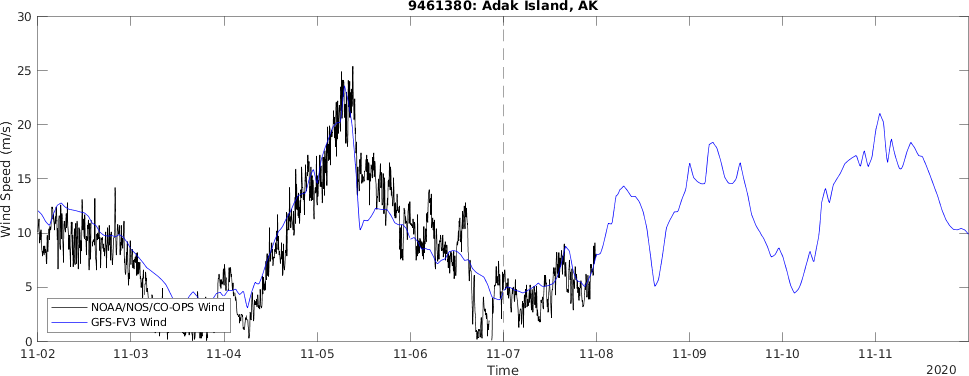 9461380: Adak Island, AK
30
25
20
15
10
5
0
Wind Speed (m/s)
NOAA/NOS/CO-OPS Wind
GFS-FV3 Wind
11-02 11-03 11-04 11-05 11-06 11-07 11-08 11-09 11-10 11-11
Time
2020